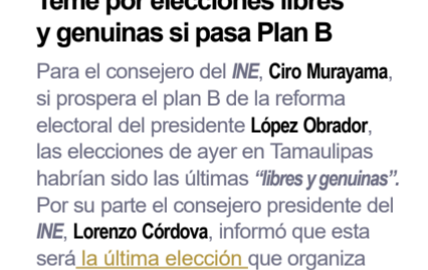 Teme por elecciones libres
y genuinas si pasa Plan B
Para el consejero del INE, Ciro Murayama,
si prospera el plan B de la reforma
electoral del presidente López Obrador,
las elecciones de ayer en Tamaulipas
habrían sido las últimas “libres y genuinas”.
Por su parte el consejero presidente del
INE, Lorenzo Córdova, informó que esta
será la última elección que organiza